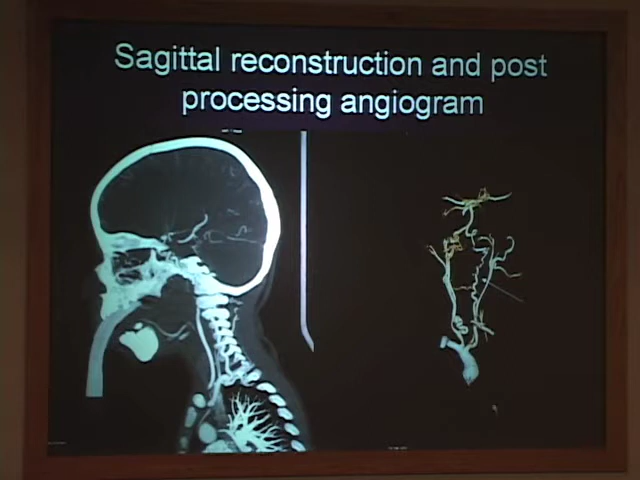 Sagittal reconstruction and post
processing angiogram